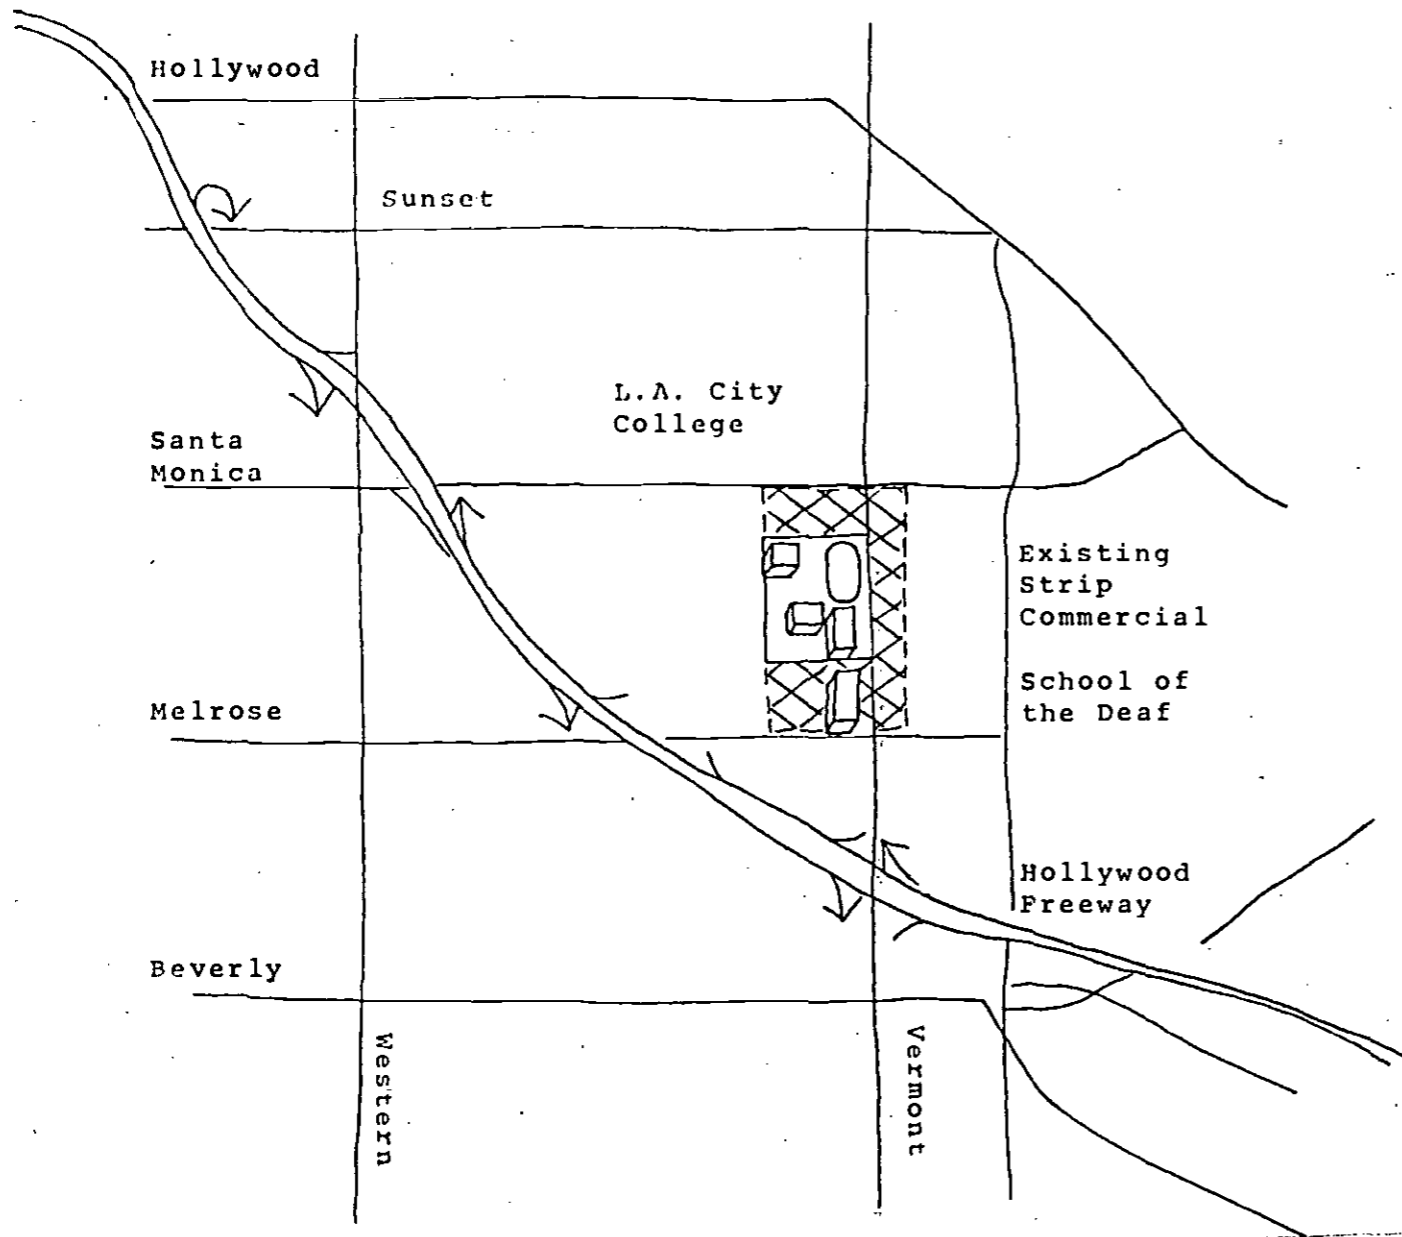 Hollywood
Sunset
L.A. City
College
Santa
Monica
Existing
Strip
Commercial
School of
the Deaf
Melrose
Hollywood
Freeway
Beverly
Western
Vermont